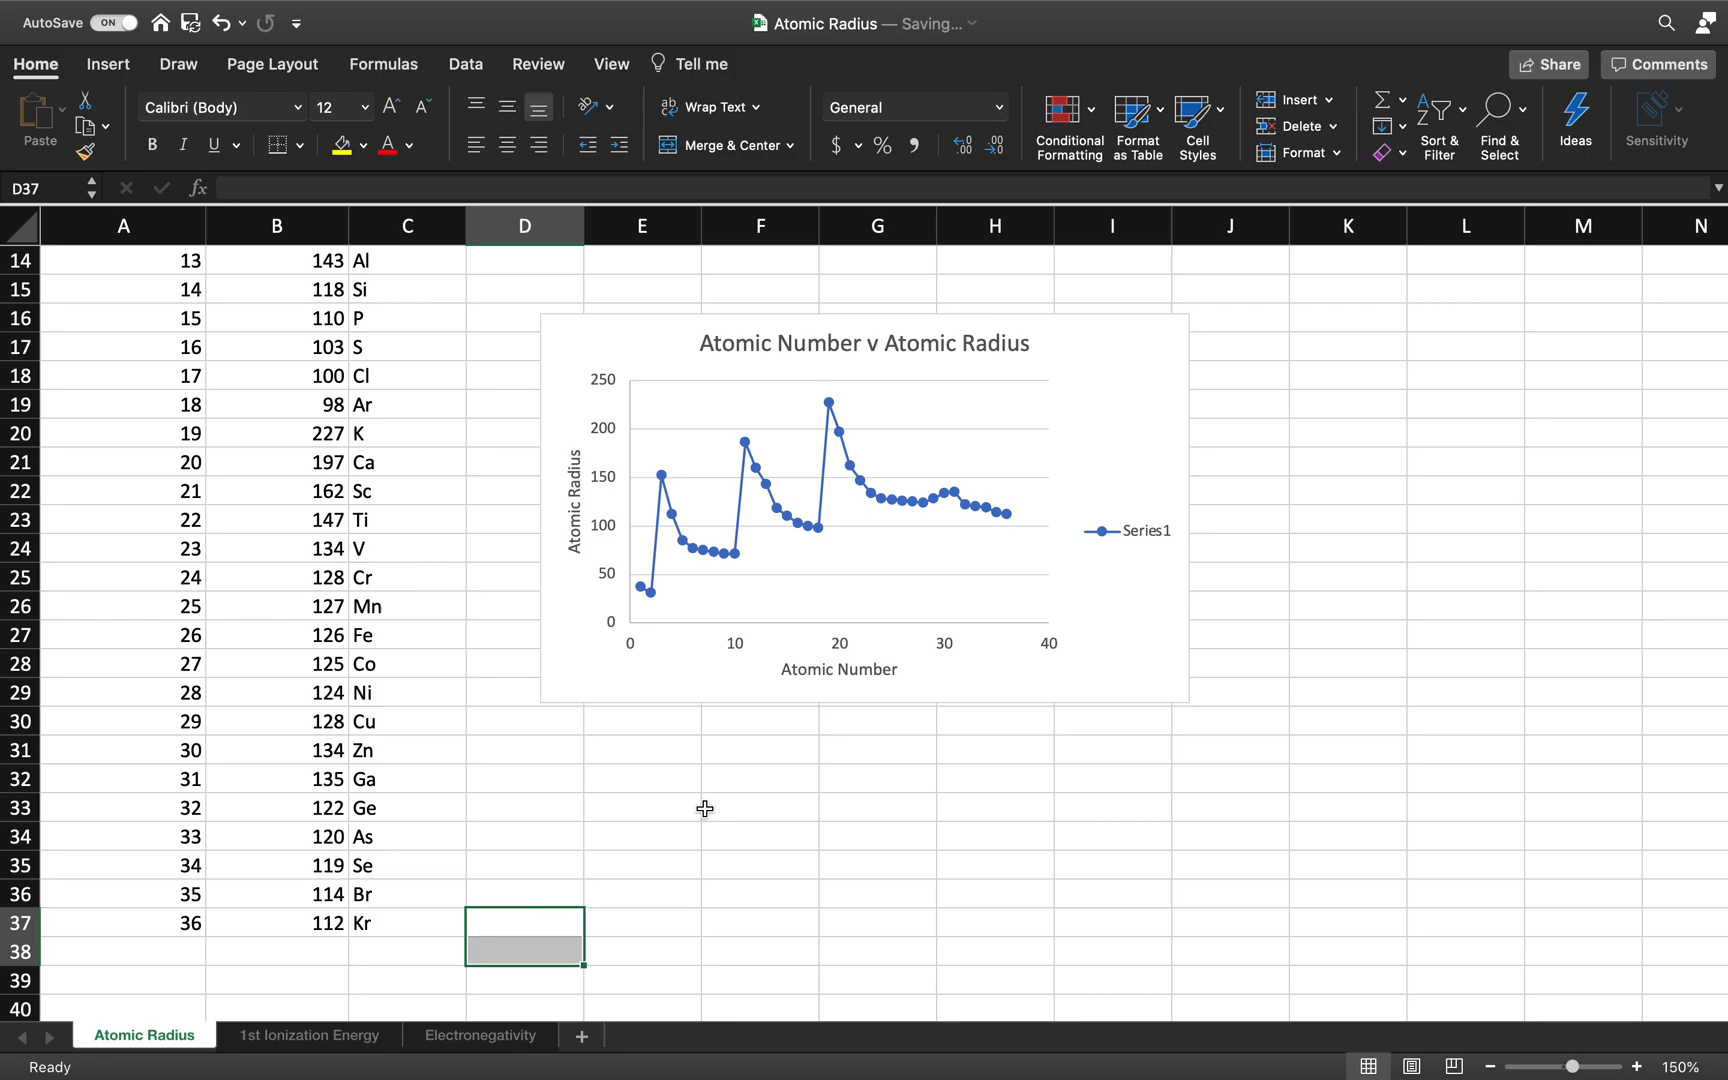 AutoSave ON Atomic Radius — Saving...
Home Insert Draw Page Layout Formulas Data Review View Tell me Share Comments
Paste Calibri (Body) 12 A A Wrap Text General Conditional Formatting Format as Table Cell Styles Insert Delete Format Sort & Filter Find & Select Ideas Sensitivity
B I U A Merge & Center $ % 9 .00 .00
D37 fx
A B C D E F G H I J K L M N
14 13 143 Al
15 14 118 Si
16 15 110 P
17 16 103 S
18 17 100 Cl
19 18 98 Ar
20 19 227 K
21 20 197 Ca
22 21 162 Sc
23 22 147 Ti
24 23 134 V
25 24 128 Cr
26 25 127 Mn
27 26 126 Fe
28 27 125 Co
29 28 124 Ni
30 29 128 Cu
31 30 134 Zn
32 31 135 Ga
33 32 122 Ge
34 33 120 As
35 34 119 Se
36 35 114 Br
37 36 112 Kr
38
39
40
Atomic Number v Atomic Radius
250
200
150
100
50
0
Atomic Radius
0 10 20 30 40
Atomic Number
Series1
Atomic Radius 1st Ionization Energy Electronegativity +
Ready 150%